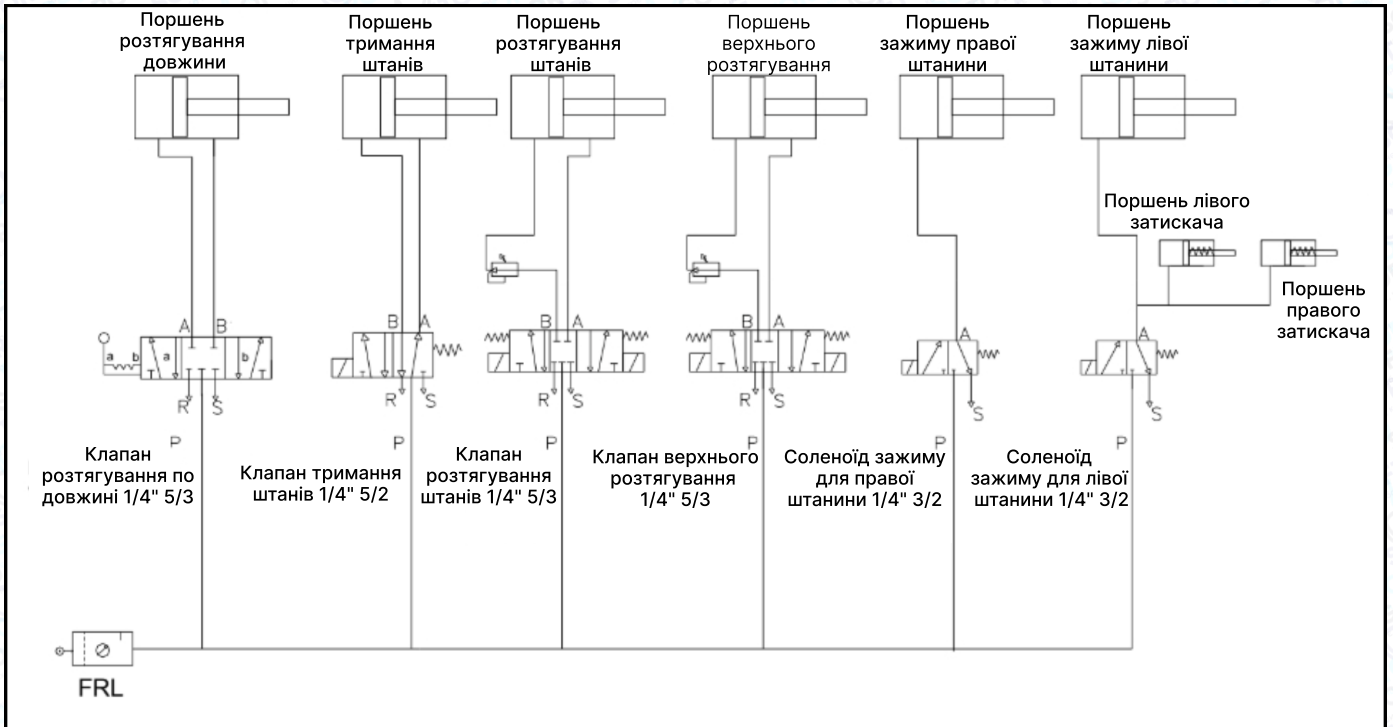 Поршень
розтягування
довжини
Поршень
тримання
штанів
Поршень
розтягування
штанів
Поршень
верхнього
розтягування
Поршень
зажиму правої
штанини
Поршень
зажиму лівої
штанини
Поршень лівого
затискача
Поршень
правого
затискача
A B
a b a b
R S
P
B A
R S
P
B A
R S
P
B A
R S
P
A
S
P
A
S
P
Клапан
розтягування по
довжині 1/4" 5/3
Клапан тримання
штанів 1/4" 5/2
Клапан
розтягування
штанів 1/4" 5/3
Клапан верхнього
розтягування
1/4" 5/3
Соленоїд зажиму
для правої
штанини 1/4" 3/2
Соленоїд
зажиму для лівої
штанини 1/4" 3/2
FRL